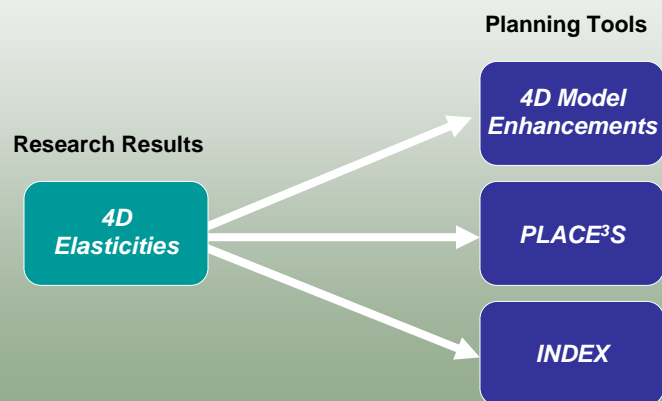 Planning Tools
4D Model
Enhancements
Research Results
4D
Elasticities
PLACE³S
INDEX